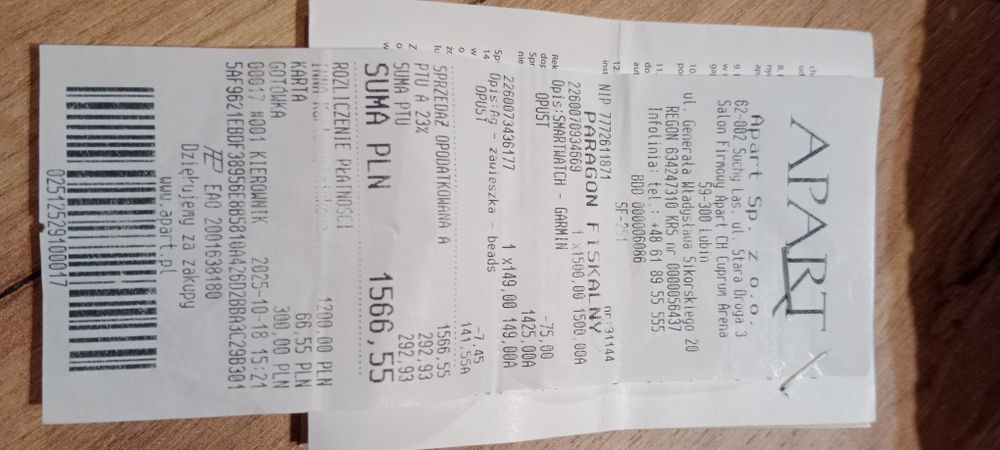 APART
Apart Sp. z o.o.
62-002 Suchy Las, ul. Stara Droga 3
Salon Firmowy Apart CH Cuprum Arena
59-300 Lubin
ul. Generała Władysława Sikorskiego 20
REGON 634247310 KRS nr 0000056437
Infolinia: tel.: +48 61 89 55 555
BDO 000006086
NIP 7772611871 nr:31144
PARAGON FISKALNY
2260070934669 1 x1500,00 1500,00A
Opis:SMARTWATCH - GARMIN
OPUST -75,00
1425,00A
2260073436177 1 x149,00 149,00A
Opis:Ag - zawieszka - beads
OPUST -7,45
141,55A
SPRZEDAŻ OPODATKOWANA A 1566,55
PTU A 23% 292,93
SUMA PTU 292,93
SUMA PLN 1566,55
ROZLICZENIE PŁATNOŚCI
1200,00 PLN
KARTA 66,55 PLN
GOTÓWKA 300,00 PLN
00017 #001 KIEROWNIK 2025-10-18 15:21
5AF9621EBDF38956E8B5810A426D2BBA3C29B301
EAO 2001638180
Dziękujemy za zakupy
www.apart.pl
0251252910001​7